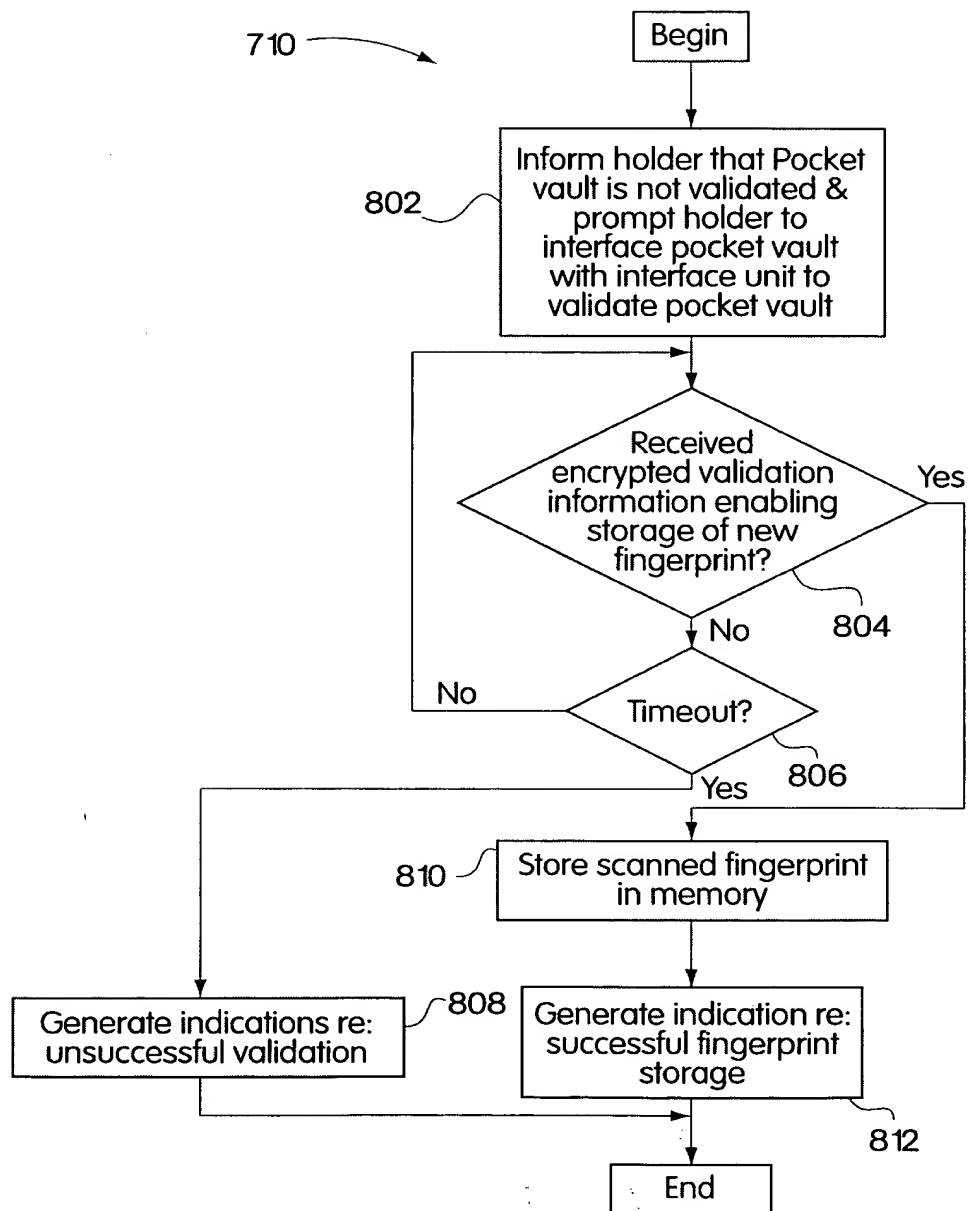 710
Begin
802
Inform holder that Pocket
vault is not validated &
prompt holder to
interface pocket vault
with interface unit to
validate pocket vault
Received
encrypted validation
information enabling
storage of new
fingerprint?
Yes
804
No
No
Timeout?
806
Yes
810
Store scanned fingerprint
in memory
Generate indications re:
unsuccessful validation
808
Generate indication re:
successful fingerprint
storage
812
End